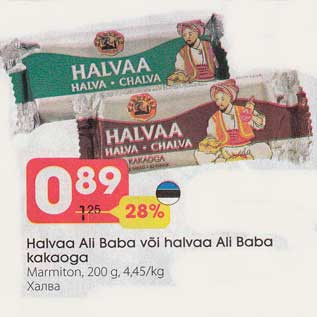 HALVAA
HALVA • CHALVA
HALVAA
HALVA • CHALVA
KAKAOGA
0 89
1 25
28%
Halvaa Ali Baba või halvaa Ali Baba
kakaoga
Marmiton, 200 g, 4,45/kg
Халва